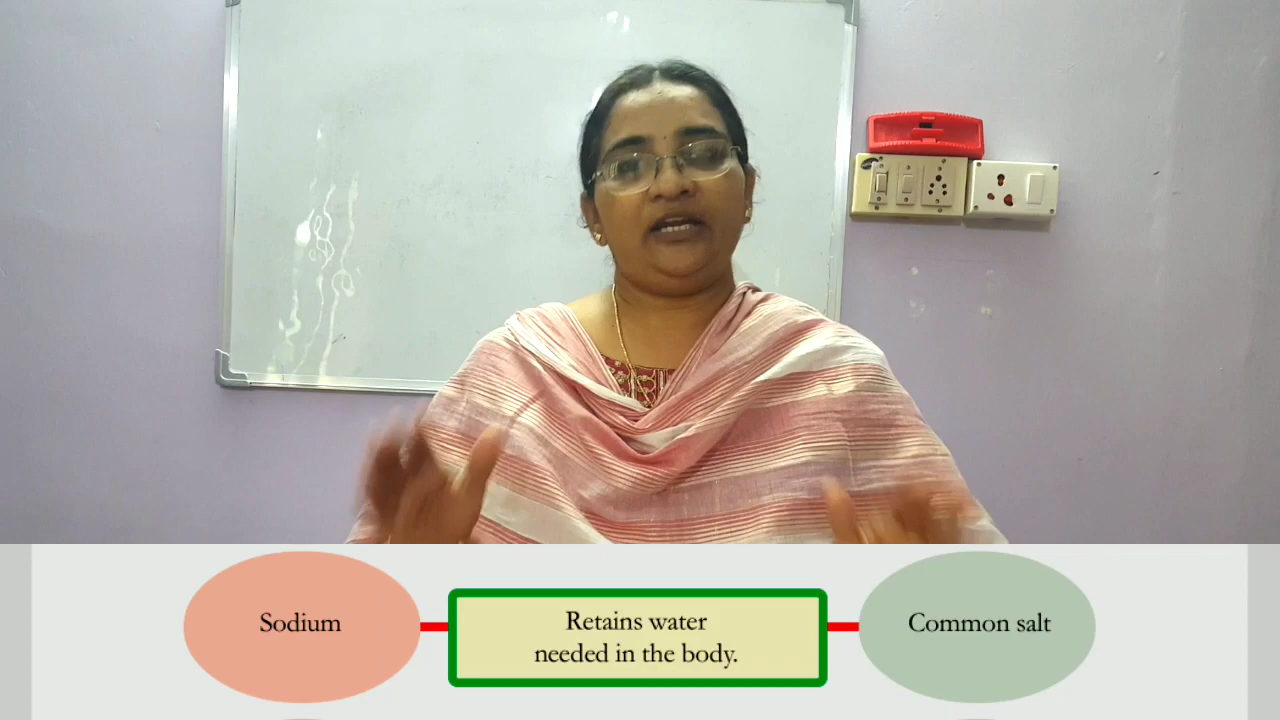 Sodium
Retains water
needed in the body.
Common salt